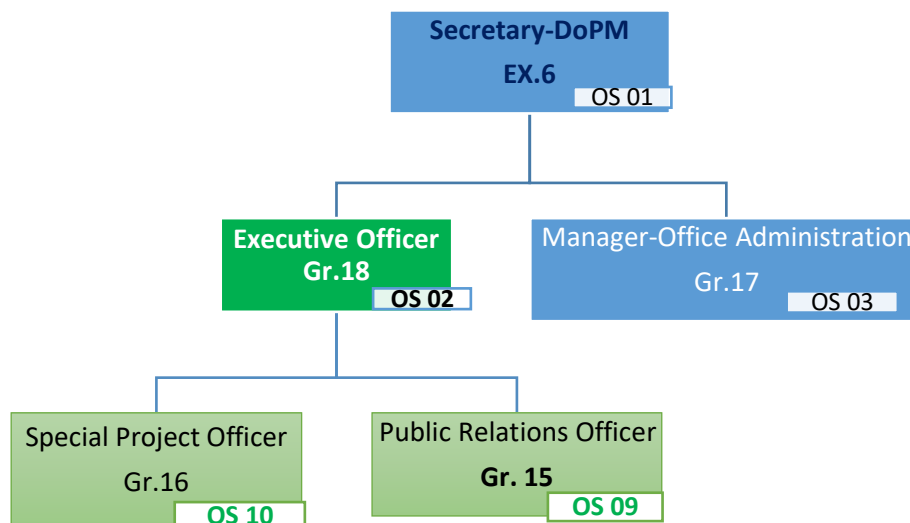 Secretary-DoPM
EX.6
OS 01
Executive Officer
Gr.18
OS 02
Manager-Office Administration
Gr.17
OS 03
Special Project Officer
Gr.16
OS 10
Public Relations Officer
Gr. 15
OS 09